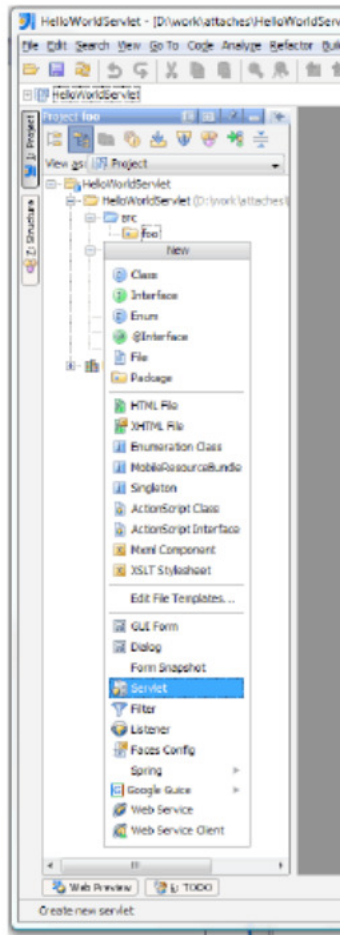 HelloWorldServlet - [D:\work\attaches\HelloWorldServ
File Edit Search View Go To Code Analyze Refactor Buil
HelloWorldServlet
Project foo
1: Project
View as: Project
HelloWorldServlet
HelloWorldServlet (D:\work\attaches\
Z: Structure
src
foo
New
Class
Interface
Enum
@Interface
File
Package
HTML File
XHTML File
Enumeration Class
MobileResourceBundle
Singleton
ActionScript Class
ActionScript Interface
Mxml Component
XSLT Stylesheet
Edit File Templates...
GUI Form
Dialog
Form Snapshot
Servlet
Filter
Listener
Faces Config
Spring
Google Guice
Web Service
Web Service Client
Web Preview
6: TODO
Create new servlet